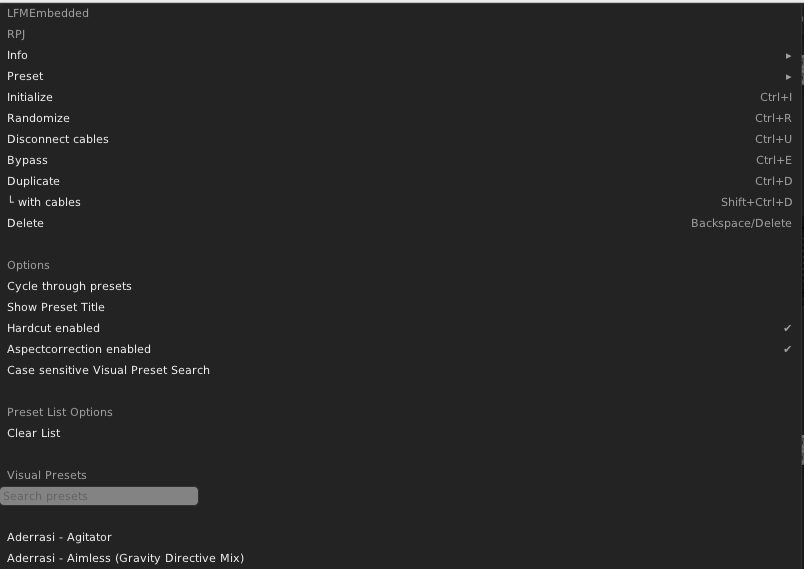 LFMEmbedded
RPJ
Info ▸
Preset ▸
Initialize Ctrl+I
Randomize Ctrl+R
Disconnect cables Ctrl+U
Bypass Ctrl+E
Duplicate Ctrl+D
└ with cables Shift+Ctrl+D
Delete Backspace/Delete
Options
Cycle through presets
Show Preset Title
Hardcut enabled ✔
Aspectcorrection enabled ✔
Case sensitive Visual Preset Search
Preset List Options
Clear List
Visual Presets
Search presets
Aderrasi - Agitator
Aderrasi - Aimless (Gravity Directive Mix)